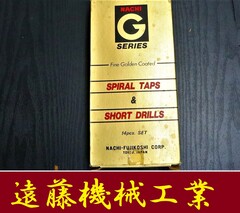 NACHI
G
SERIES
Fine Golden Coated
SPIRAL TAPS
&
SHORT DRILLS
14pcs. SET
NACHI-FUJIKOSHI CORP.
TOKYO JAPAN
遠藤機械工業